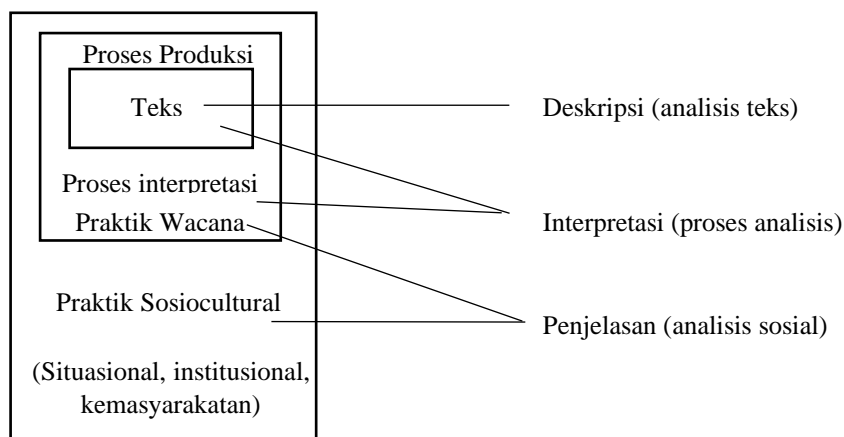 Proses Produksi
Teks
Deskripsi (analisis teks)
Proses interpretasi
Praktik Wacana
Interpretasi (proses analisis)
Praktik Sosiocultural
Penjelasan (analisis sosial)
(Situasional, institusional,
kemasyarakatan)